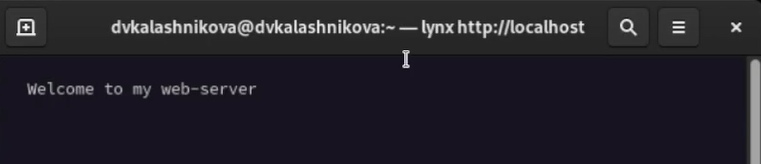 dvkalashnikova@dvkalashnikova:~ — lynx http://localhost
Welcome to my web-server